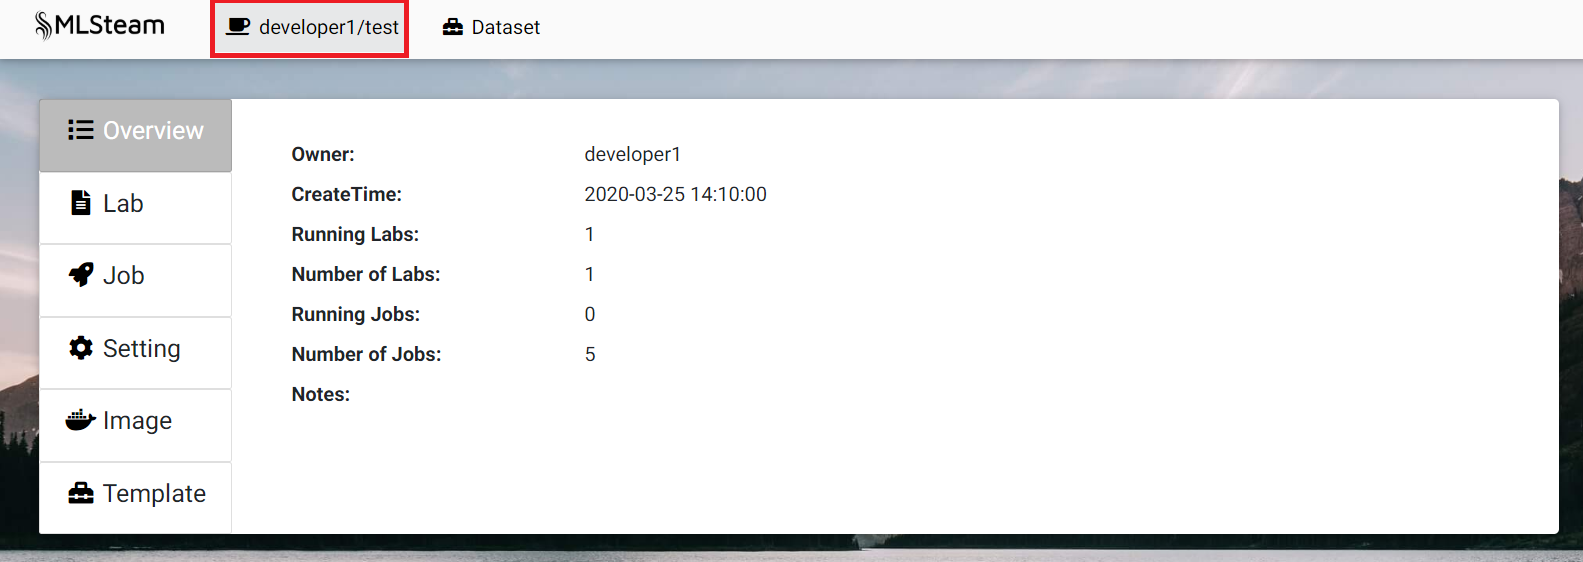 MLSteam developer1/test Dataset
Overview
Lab
Job
Setting
Image
Template
Owner: developer1
CreateTime: 2020-03-25 14:10:00
Running Labs: 1
Number of Labs: 1
Running Jobs: 0
Number of Jobs: 5
Notes: